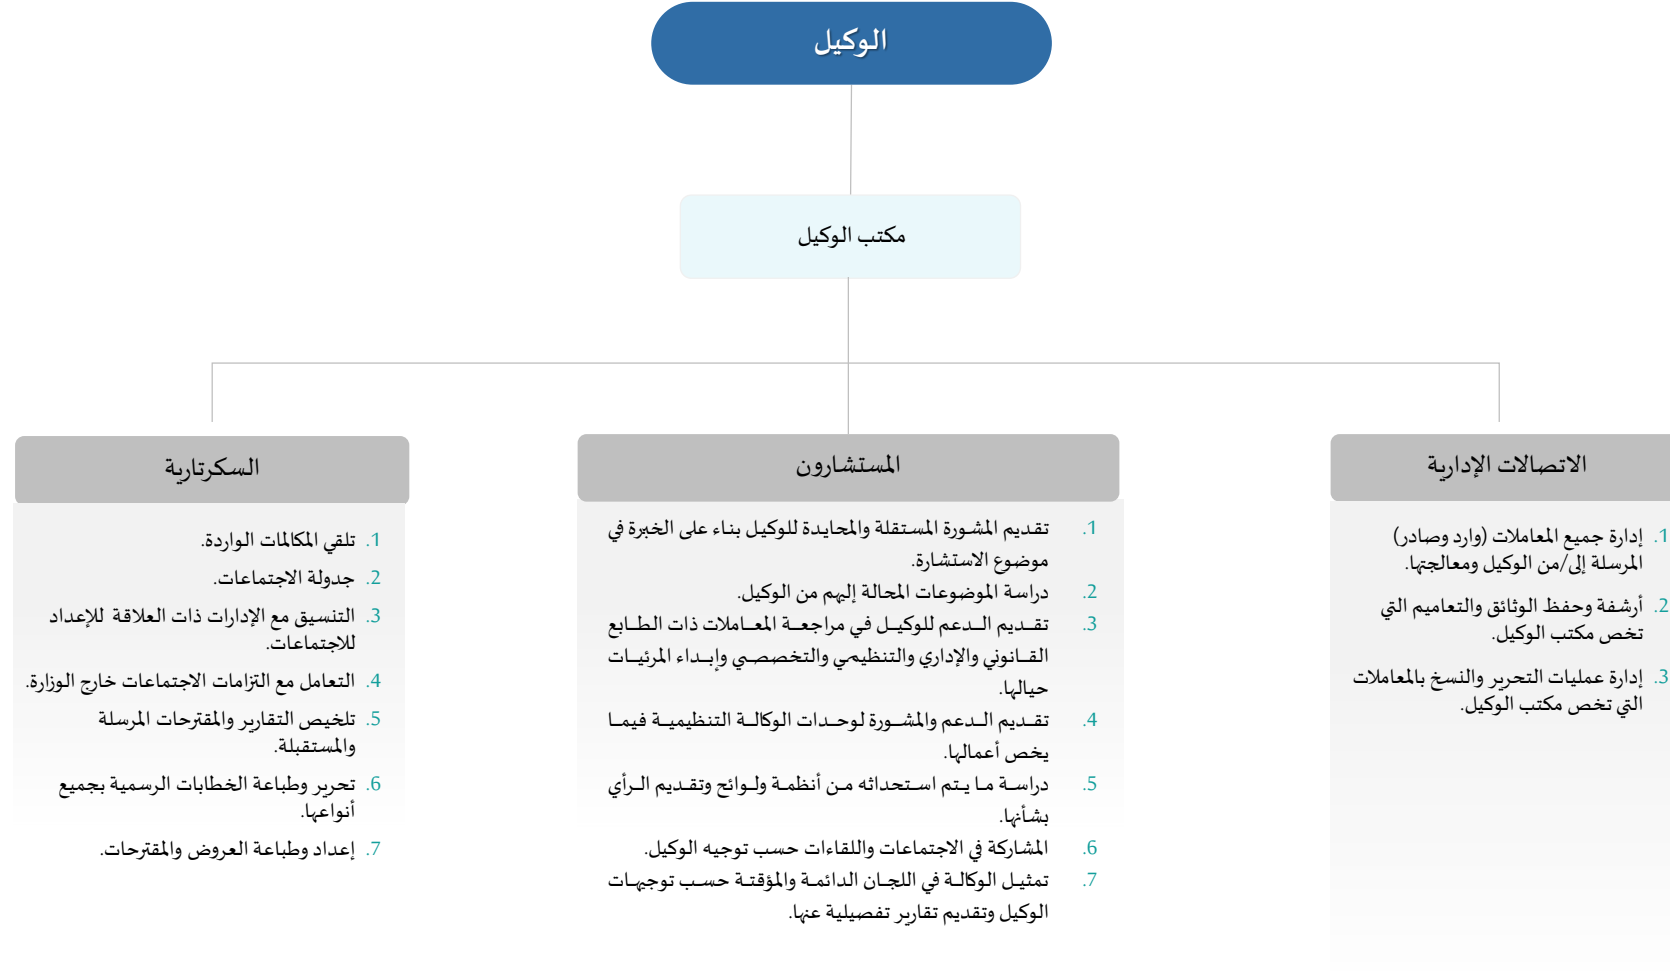 الوكيل
مكتب الوكيل
الاتصالات الإدارية
1. إدارة جميع المعاملات (وارد وصادر)
المرسلة إلى/من الوكيل ومعالجتها.
2. أرشفة وحفظ الوثائق والتعاميم التي
تخص مكتب الوكيل.
3. إدارة عمليات التحرير والنسخ بالمعاملات
التي تخص مكتب الوكيل.
المستشارون
1. تقديم المشورة المستقلة والمحايدة للوكيل بناء على الخبرة في
موضوع الاستشارة.
2. دراسة الموضوعات المحالة إليهم من الوكيل.
3. تقديم الدعم للوكيل في مراجعة المعاملات ذات الطابع
القانوني والإداري والتنظيمي والتخصصي وإبداء المرئيات
حيالها.
4. تقديم الدعم والمشورة لوحدات الوكالة التنظيمية فيما
يخص أعمالها.
5. دراسة ما يتم استحداثه من أنظمة ولوائح وتقديم الرأي
بشأنها.
6. المشاركة في الاجتماعات واللقاءات حسب توجيه الوكيل.
7. تمثيل الوكالة في اللجان الدائمة والمؤقتة حسب توجيهات
الوكيل وتقديم تقارير تفصيلية عنها.
السكرتارية
1. تلقي المكالمات الواردة.
2. جدولة الاجتماعات.
3. التنسيق مع الإدارات ذات العلاقة للإعداد
للاجتماعات.
4. التعامل مع التزامات الاجتماعات خارج الوزارة.
5. تلخيص التقارير والمقترحات المرسلة
والمستقبلة.
6. تحرير وطباعة الخطابات الرسمية بجميع
أنواعها.
7. إعداد وطباعة العروض والمقترحات.